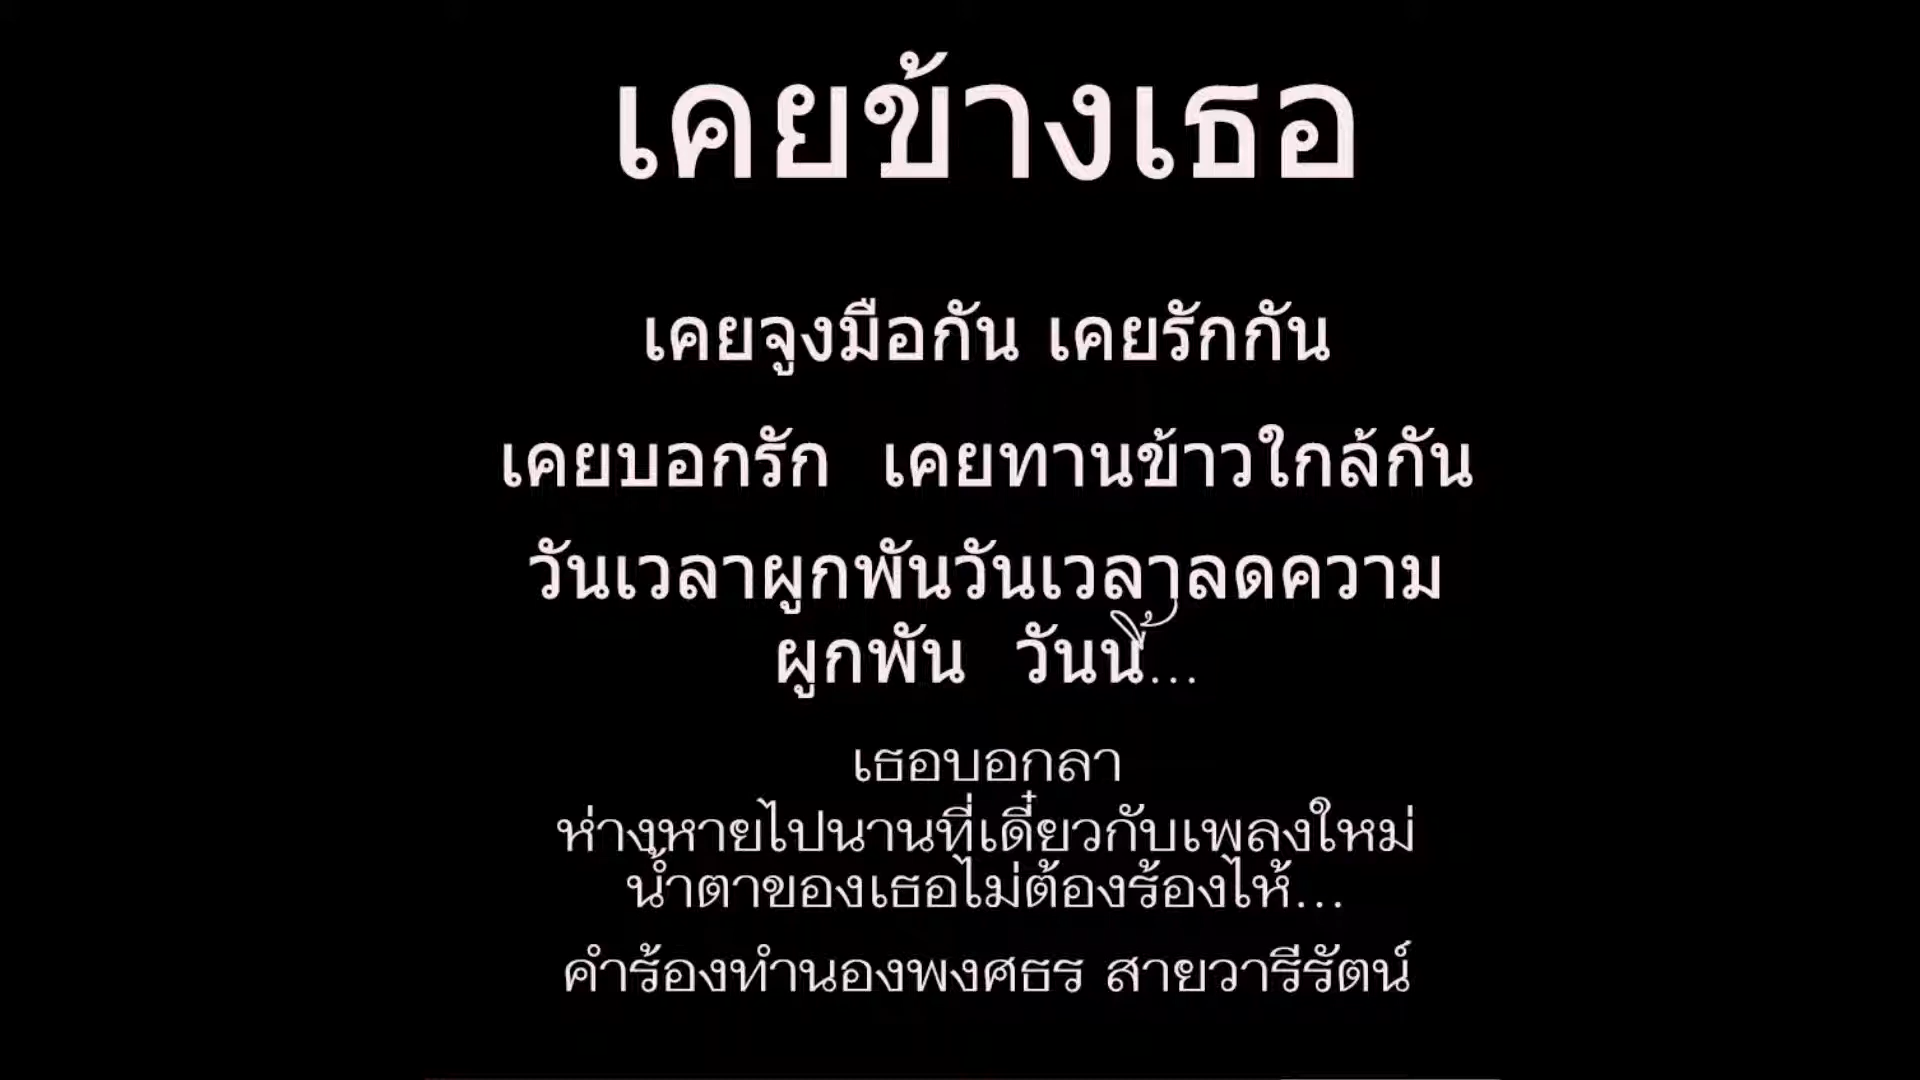 เคยข้างเธอ
เคยจูงมือกัน เคยรักกัน
เคยบอกรัก เคยทานข้าวใกล้กัน
วันเวลาผูกพันวันเวลาลดความ
ผูกพัน วันนี้...
เธอบอกลา
ห่างหายไปนานที่เดี๋ยวกับเพลงใหม่
น้ำตาของเธอไม่ต้องร้องไห้...
คำร้องทำนองพงศธร สายวารีรัตน์